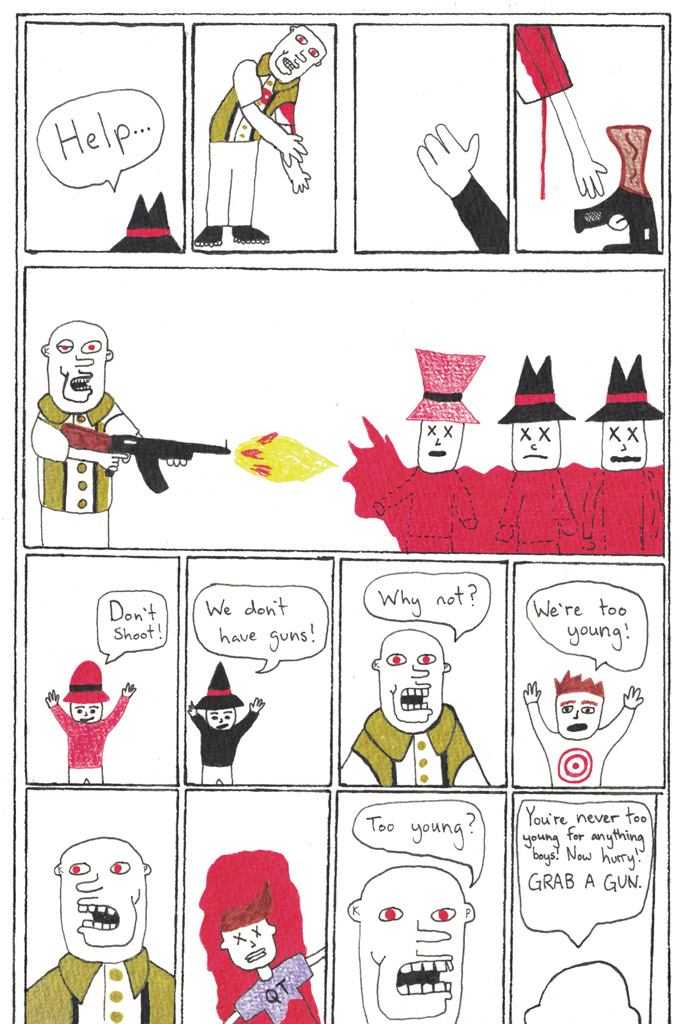 Help...
Don't
shoot!
We don't
have guns!
Why not?
We're too
young!
QT
Too young?
K P
You're never too
young for anything
boys! Now hurry!
GRAB A GUN.